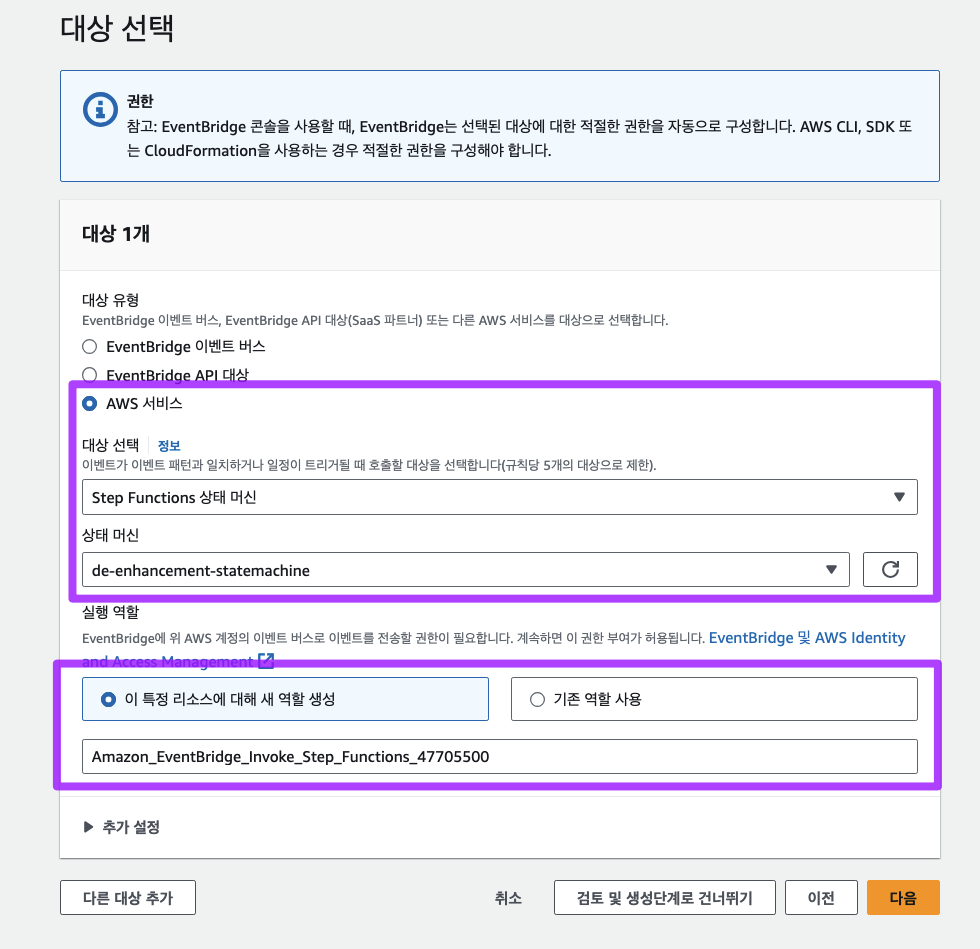 대상 선택
권한
참고: EventBridge 콘솔을 사용할 때, EventBridge는 선택된 대상에 대한 적절한 권한을 자동으로 구성합니다. AWS CLI, SDK 또
는 CloudFormation을 사용하는 경우 적절한 권한을 구성해야 합니다.
대상 1개
대상 유형
EventBridge 이벤트 버스, EventBridge API 대상(SaaS 파트너) 또는 다른 AWS 서비스를 대상으로 선택합니다.
EventBridge 이벤트 버스
EventBridge API 대상
AWS 서비스
대상 선택 정보
이벤트가 이벤트 패턴과 일치하거나 일정이 트리거될 때 호출할 대상을 선택합니다(규칙당 5개의 대상으로 제한).
Step Functions 상태 머신
상태 머신
de-enhancement-statemachine
실행 역할
EventBridge에 위 AWS 계정의 이벤트 버스로 이벤트를 전송할 권한이 필요합니다. 계속하면 이 권한 부여가 허용됩니다. EventBridge 및 AWS Identity
and Access Management
이 특정 리소스에 대해 새 역할 생성 기존 역할 사용
Amazon_EventBridge_Invoke_Step_Functions_47705500
추가 설정
다른 대상 추가 취소 검토 및 생성단계로 건너뛰기 이전 다음